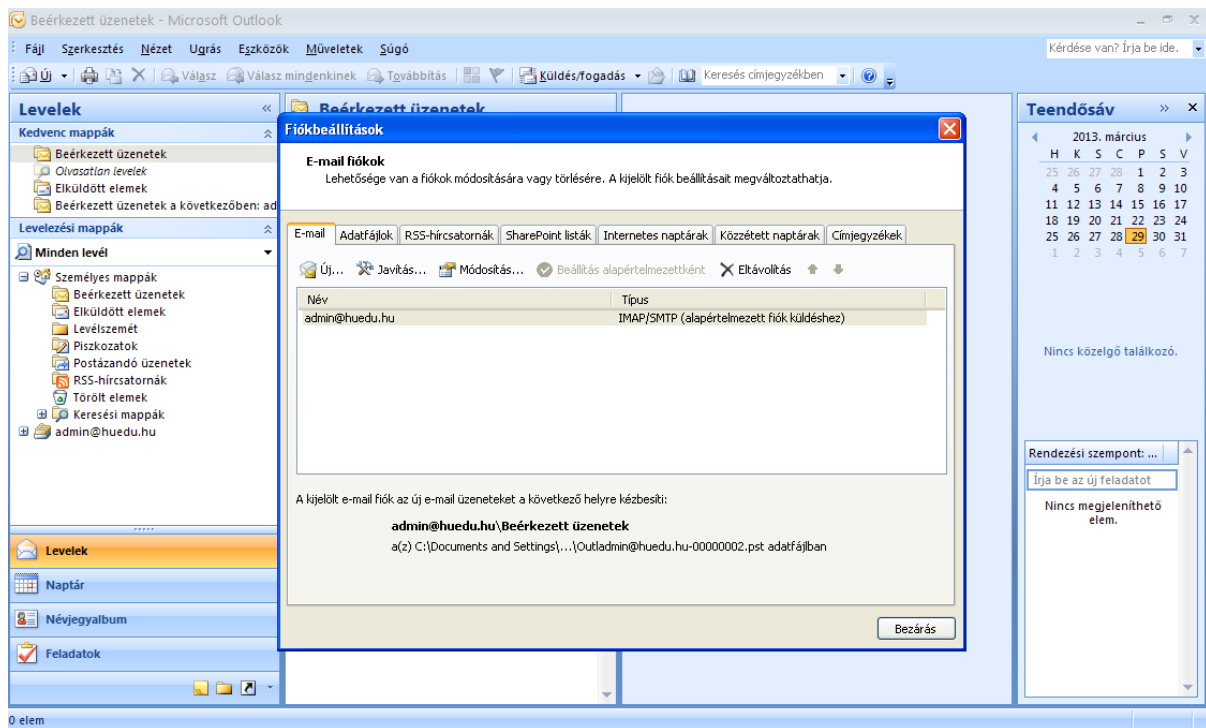 Beérkezett üzenetek - Microsoft Outlook
Fájl Szerkesztés Nézet Ugrás Eszközök Műveletek Súgó
Kérdése van? Írja be ide.
Új Válasz Válasz mindenkinek Továbbítás Küldés/fogadás Keresés címjegyzékben
Levelek
Kedvenc mappák
Beérkezett üzenetek
Olvasatlan levelek
Elküldött elemek
Beérkezett üzenetek a következőben: ad
Levelezési mappák
Minden levél
Személyes mappák
Beérkezett üzenetek
Elküldött elemek
Levélszemét
Piszkozatok
Postázandó üzenetek
RSS-hírcsatornák
Törölt elemek
Keresési mappák
admin@huedu.hu
Levelek
Naptár
Névjegyalbum
Feladatok
0 elem
Beérkezett üzenetek
Fiókbeállítások
E-mail fiókok
Lehetősége van a fiókok módosítására vagy törlésére. A kijelölt fiók beállításait megváltoztathatja.
E-mail Adatfájlok RSS-hírcsatornák SharePoint listák Internetes naptárak Közzétett naptárak Címjegyzékek
Új... Javítás... Módosítás... Beállítás alapértelmezettként Eltávolítás
Név Típus
admin@huedu.hu IMAP/SMTP (alapértelmezett fiók küldéshez)
A kijelölt e-mail fiók az új e-mail üzeneteket a következő helyre kézbesíti:
admin@huedu.hu\Beérkezett üzenetek
a(z) C:\Documents and Settings\...\Outladmin@huedu.hu-00000002.pst adatfájlban
Bezárás
Teendősáv
2013. március
H K S C P S V
25 26 27 28 1 2 3
4 5 6 7 8 9 10
11 12 13 14 15 16 17
18 19 20 21 22 23 24
25 26 27 28 29 30 31
1 2 3 4 5 6 7
Nincs közelgő találkozó.
Rendezési szempont: ...
Írja be az új feladatot
Nincs megjeleníthető
elem.